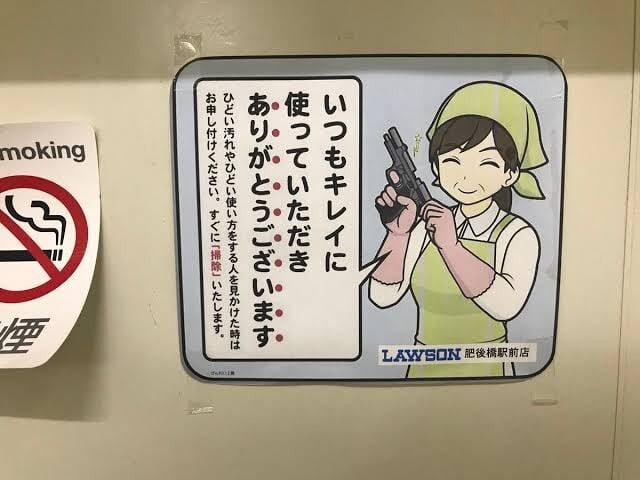 moking
煙
いつもキレイに
使っていただき
ありがとうございます
ひどい汚れやひどい使い方をする人を見かけた時は
お申し付けください。すぐに「掃除」いたします。
LAWSON 肥後橋駅前店